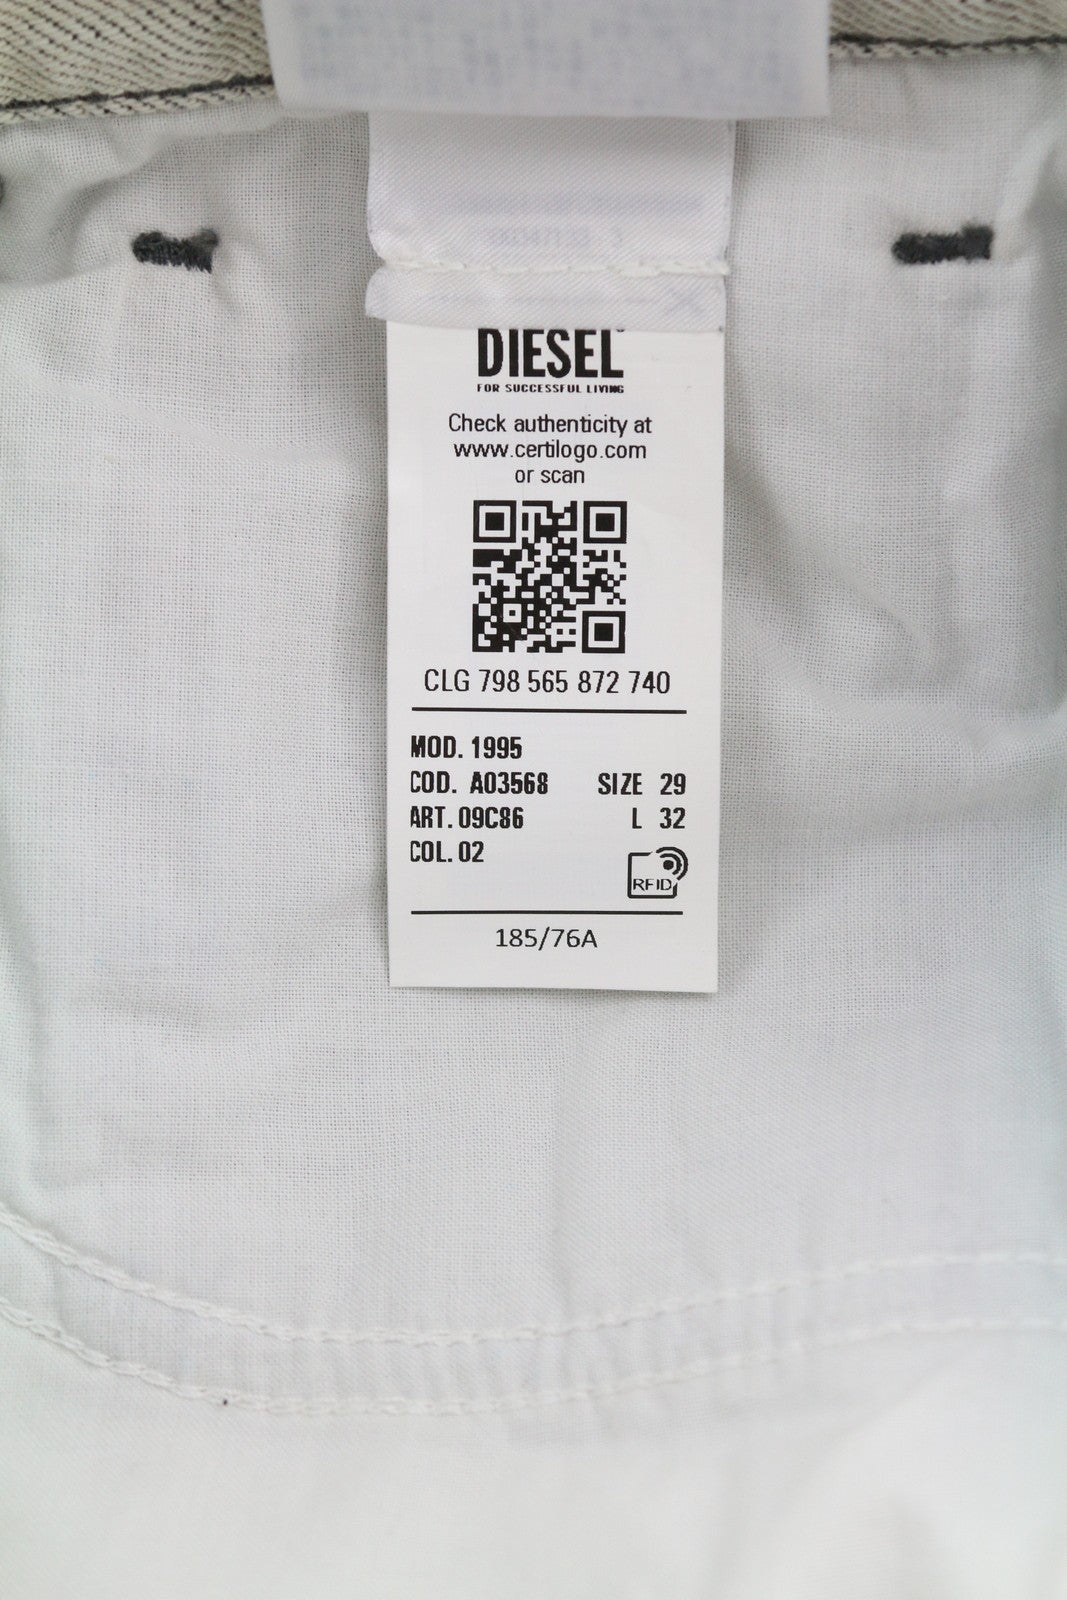 DIESEL
FOR SUCCESSFUL LIVING
Check authenticity at
www.certilogo.com
or scan
CLG 798 565 872 740
MOD. 1995
COD. A03568 SIZE 29
ART. 09C86 L 32
COL. 02
RFID
185/76A